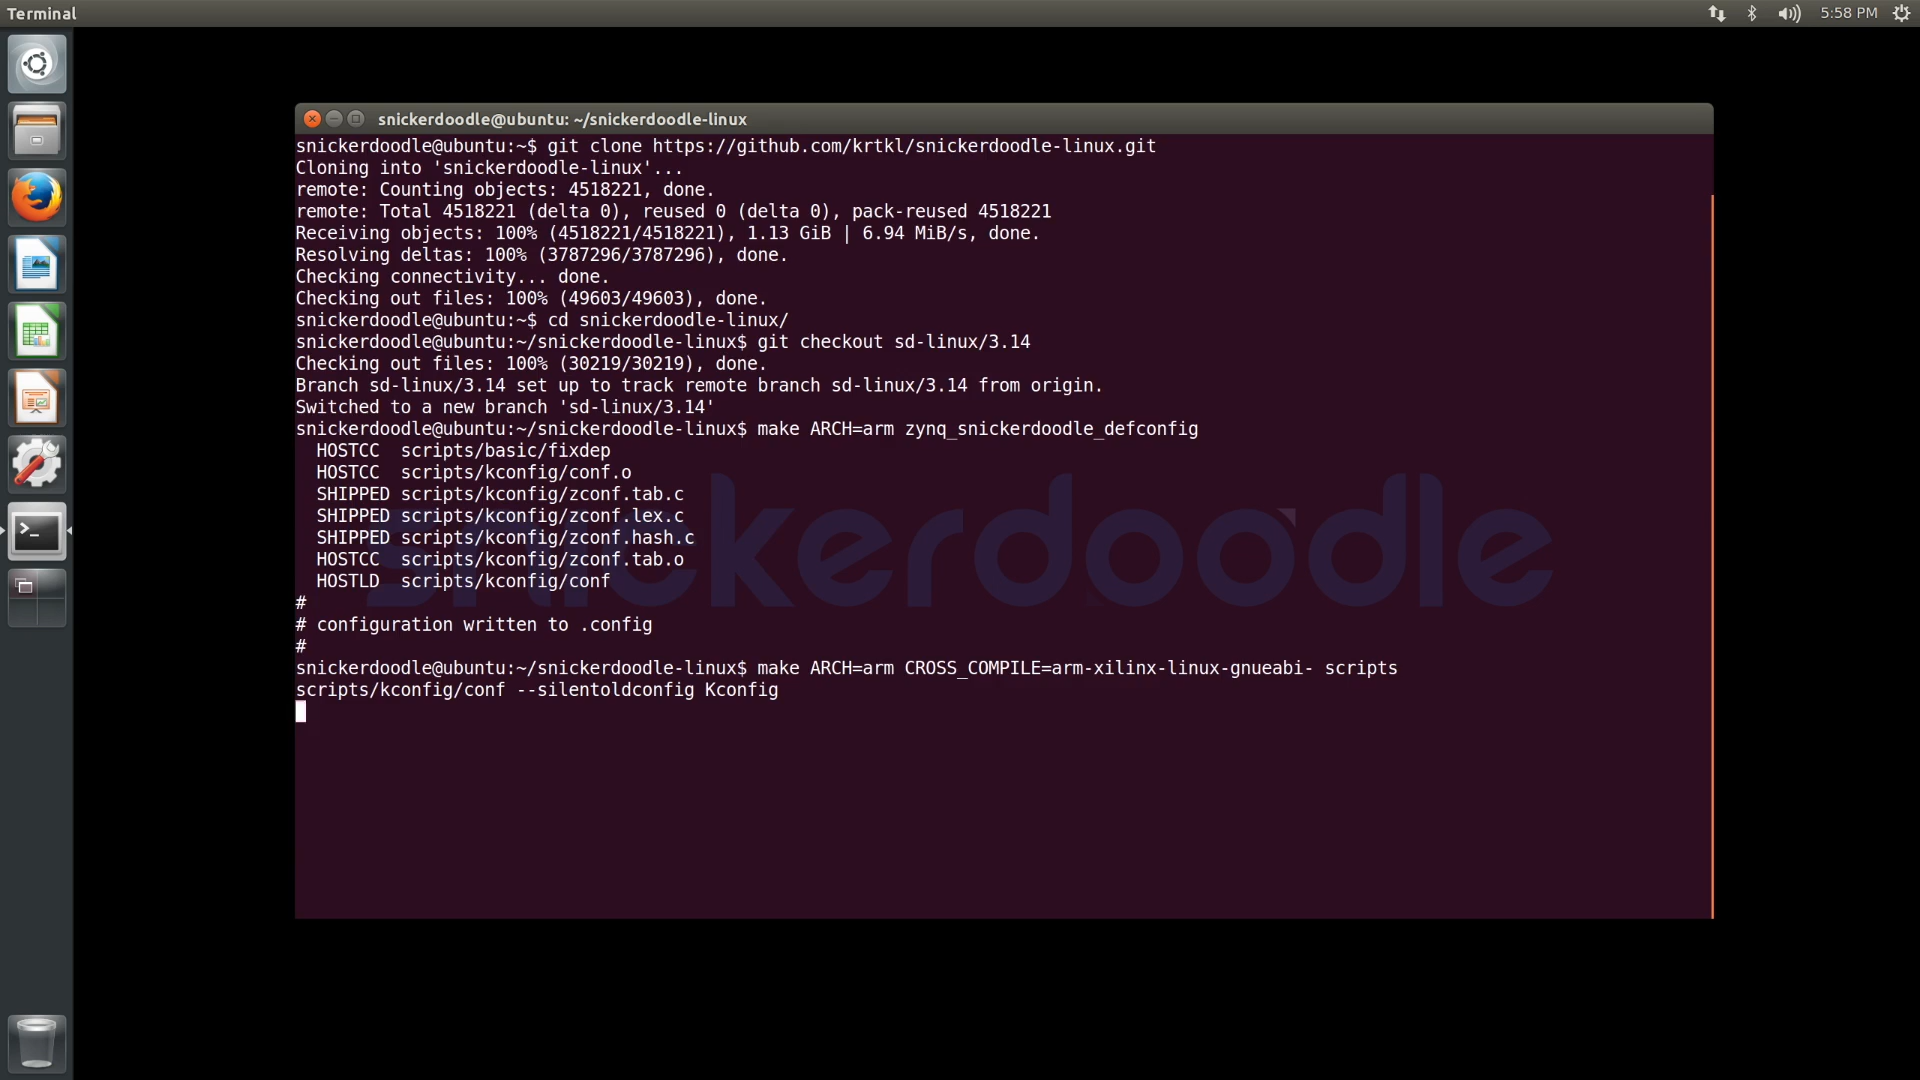 Terminal
5:58 PM
snickerdoodle@ubuntu: ~/snickerdoodle-linux
snickerdoodle@ubuntu:~$ git clone https://github.com/krtkl/snickerdoodle-linux.git
Cloning into 'snickerdoodle-linux'...
remote: Counting objects: 4518221, done.
remote: Total 4518221 (delta 0), reused 0 (delta 0), pack-reused 4518221
Receiving objects: 100% (4518221/4518221), 1.13 GiB | 6.94 MiB/s, done.
Resolving deltas: 100% (3787296/3787296), done.
Checking connectivity... done.
Checking out files: 100% (49603/49603), done.
snickerdoodle@ubuntu:~$ cd snickerdoodle-linux/
snickerdoodle@ubuntu:~/snickerdoodle-linux$ git checkout sd-linux/3.14
Checking out files: 100% (30219/30219), done.
Branch sd-linux/3.14 set up to track remote branch sd-linux/3.14 from origin.
Switched to a new branch 'sd-linux/3.14'
snickerdoodle@ubuntu:~/snickerdoodle-linux$ make ARCH=arm zynq_snickerdoodle_defconfig
  HOSTCC  scripts/basic/fixdep
  HOSTCC  scripts/kconfig/conf.o
  SHIPPED scripts/kconfig/zconf.tab.c
  SHIPPED scripts/kconfig/zconf.lex.c
  SHIPPED scripts/kconfig/zconf.hash.c
  HOSTCC  scripts/kconfig/zconf.tab.o
  HOSTLD  scripts/kconfig/conf
snickerdoodle
#
# configuration written to .config
#
snickerdoodle@ubuntu:~/snickerdoodle-linux$ make ARCH=arm CROSS_COMPILE=arm-xilinx-linux-gnueabi- scripts
scripts/kconfig/conf --silentoldconfig Kconfig